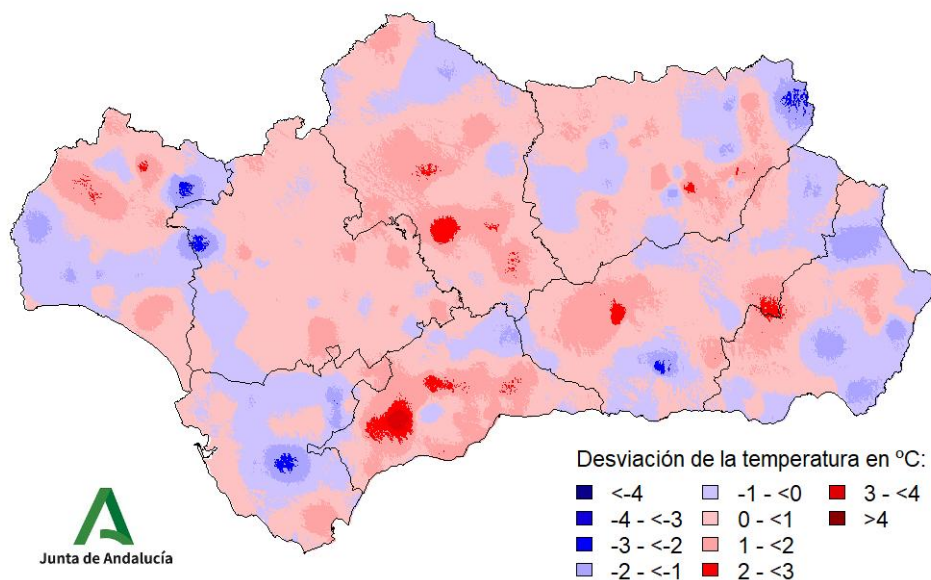 Desviación de la temperatura en ºC:
<-4
-4 - <-3
-3 - <-2
-2 - <-1
-1 - <0
0 - <1
1 - <2
2 - <3
3 - <4
>4
Junta de Andalucía